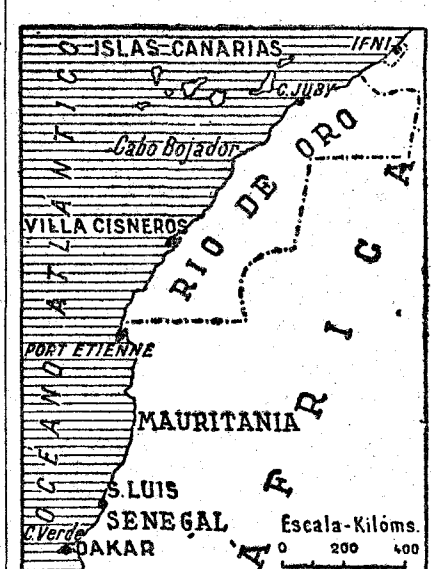 ISLAS CANARIAS
IFNI
C. JUBY
Cabo Bojador
RIO DE ORO
VILLA CISNEROS
OCÉANO ATLANTICO
PORT ETIENNE
MAURITANIA
AFRICA
S. LUIS
SENEGAL
C. Verde
DAKAR
Escala-Kilóms.
0 200 400